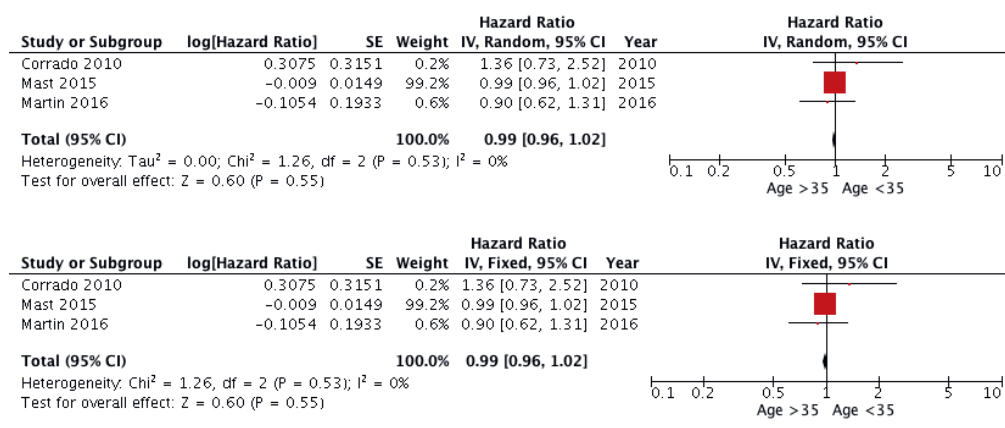 Hazard Ratio Hazard Ratio
Study or Subgroup log[Hazard Ratio] SE Weight IV, Random, 95% CI Year IV, Random, 95% CI
Corrado 2010 0.3075 0.3151 0.2% 1.36 [0.73, 2.52] 2010
Mast 2015 −0.009 0.0149 99.2% 0.99 [0.96, 1.02] 2015
Martin 2016 −0.1054 0.1933 0.6% 0.90 [0.62, 1.31] 2016
Total (95% CI) 100.0% 0.99 [0.96, 1.02]
Heterogeneity: Tau² = 0.00; Chi² = 1.26, df = 2 (P = 0.53); I² = 0%
Test for overall effect: Z = 0.60 (P = 0.55)
0.1 0.2 0.5 1 2 5 10
Age >35 Age <35
Hazard Ratio Hazard Ratio
Study or Subgroup log[Hazard Ratio] SE Weight IV, Fixed, 95% CI Year IV, Fixed, 95% CI
Corrado 2010 0.3075 0.3151 0.2% 1.36 [0.73, 2.52] 2010
Mast 2015 −0.009 0.0149 99.2% 0.99 [0.96, 1.02] 2015
Martin 2016 −0.1054 0.1933 0.6% 0.90 [0.62, 1.31] 2016
Total (95% CI) 100.0% 0.99 [0.96, 1.02]
Heterogeneity: Chi² = 1.26, df = 2 (P = 0.53); I² = 0%
Test for overall effect: Z = 0.60 (P = 0.55)
0.1 0.2 0.5 1 2 5 10
Age >35 Age <35